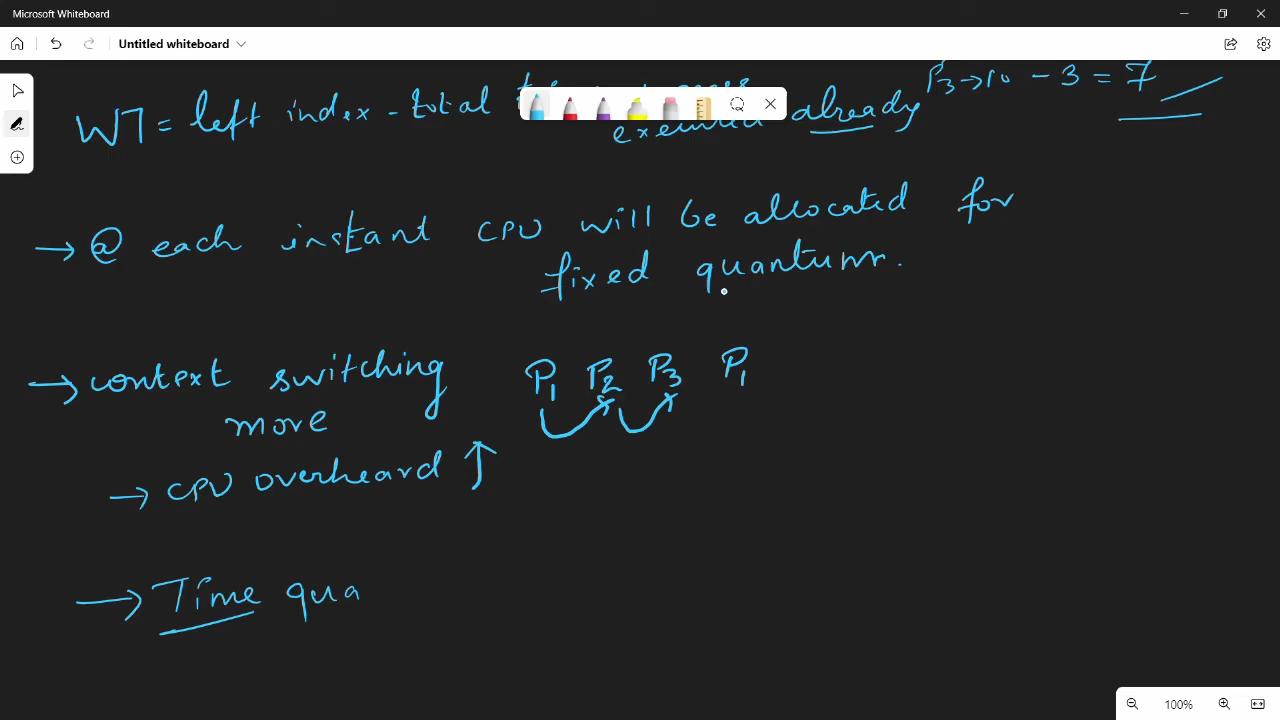 Microsoft Whiteboard
Untitled whiteboard
P3→10 - 3 = 7
WT = left index - total
executed already
→ @ each instant CPU will be allocated for
fixed quantum.
→ context switching
more
P1 P2 P3 P1
→ CPU overheard ↑
→ Time qua
100%